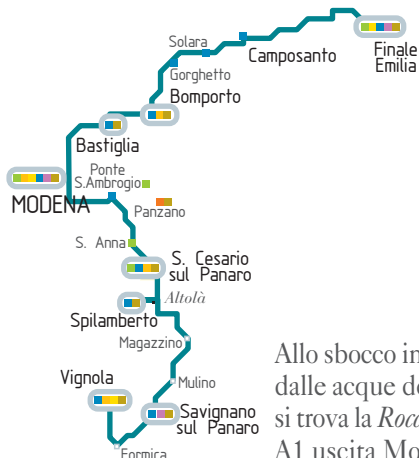 Solara
Camposanto
Finale
Emilia
Gorghetto
Bomporto
Bastiglia
Ponte
S.Ambrogio
MODENA
Panzano
S. Anna
S. Cesario
sul Panaro
Altolà
Spilamberto
Magazzino
Vignola
Mulino
Savignano
sul Panaro
Formica
Allo sbocco in
dalle acque de
si trova la Rocc
A1 uscita Mo